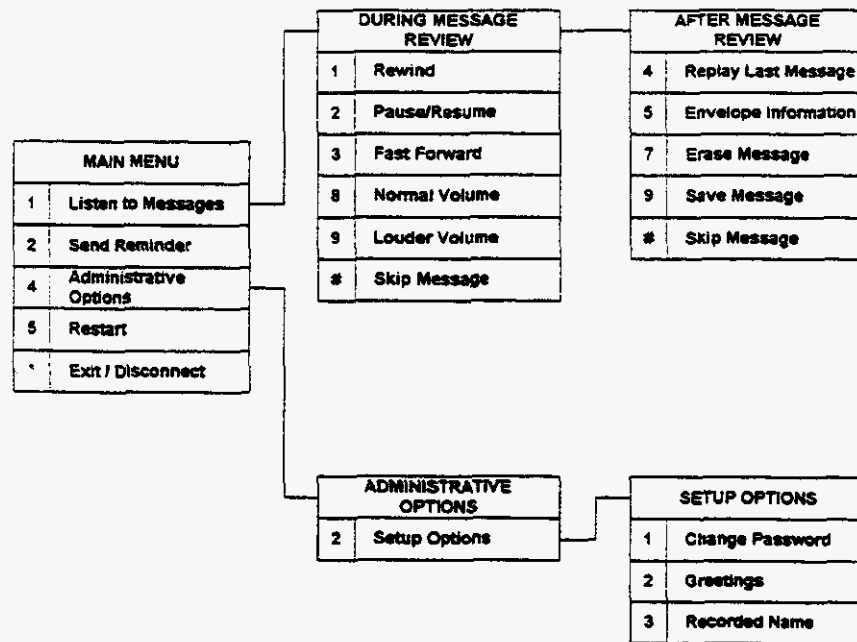 DURING MESSAGE
REVIEW
1 Rewind
2 Pause/Resume
3 Fast Forward
8 Normal Volume
9 Louder Volume
# Skip Message
AFTER MESSAGE
REVIEW
4 Replay Last Message
5 Envelope Information
7 Erase Message
9 Save Message
# Skip Message
MAIN MENU
1 Listen to Messages
2 Send Reminder
4 Administrative
Options
5 Restart
* Exit / Disconnect
ADMINISTRATIVE
OPTIONS
2 Setup Options
SETUP OPTIONS
1 Change Password
2 Greetings
3 Recorded Name